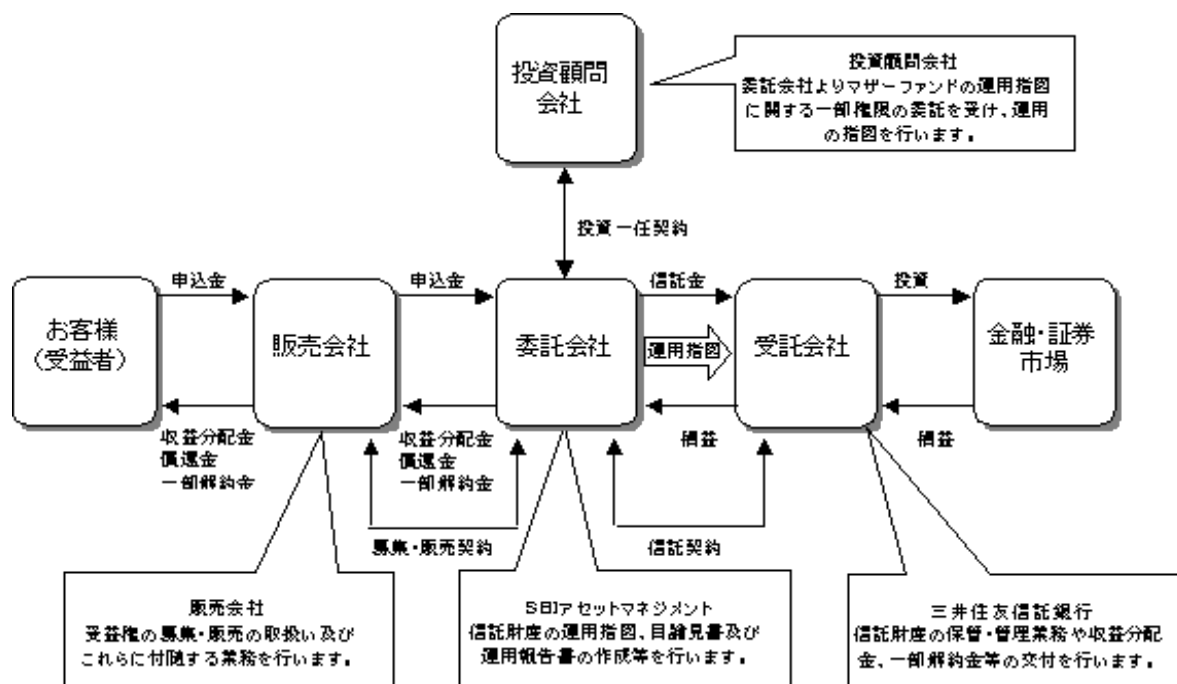 投資顧問
会社
投資顧問会社
委託会社よりマザーファンドの運用指図
に関する一部権限の委託を受け、運用
の指図を行います。
投資一任契約
申込金
申込金
信託金
投資
お客様
(受益者)
販売会社
委託会社
運用指図
受託会社
金融・証券
市場
収益分配金
償還金
一部解約金
収益分配金
償還金
一部解約金
損益
損益
募集・販売契約
信託契約
販売会社
受益権の募集・販売の取扱い及び
これらに付随する業務を行います。
SBIアセットマネジメント
信託財産の運用指図、目論見書及び
運用報告書の作成等を行います。
三井住友信託銀行
信託財産の保管・管理業務や収益分配
金、一部解約金等の交付を行います。